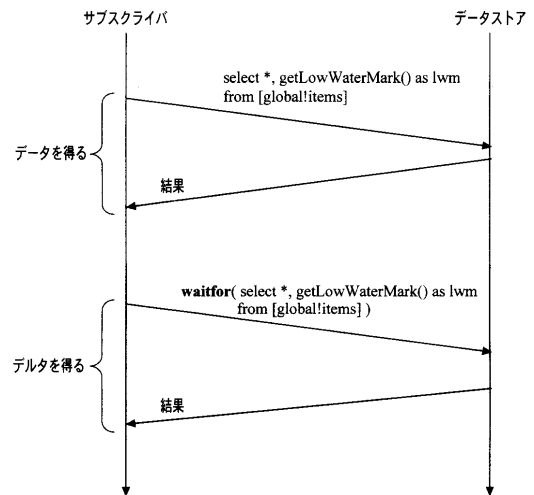 サブスクライバ
データストア
select *, getLowWaterMark() as lwm
from [global!items]
データを得る
結果
waitfor( select *, getLowWaterMark() as lwm
from [global!items] )
デルタを得る
結果